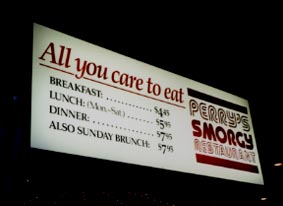 All you care to eat
BREAKFAST: ............ $4.45
LUNCH: (Mon.-Sat.) ........ $5.95
DINNER: ................ $7.95
ALSO SUNDAY BRUNCH: $7.95
PERRY'S
SMORGY
RESTAURANT